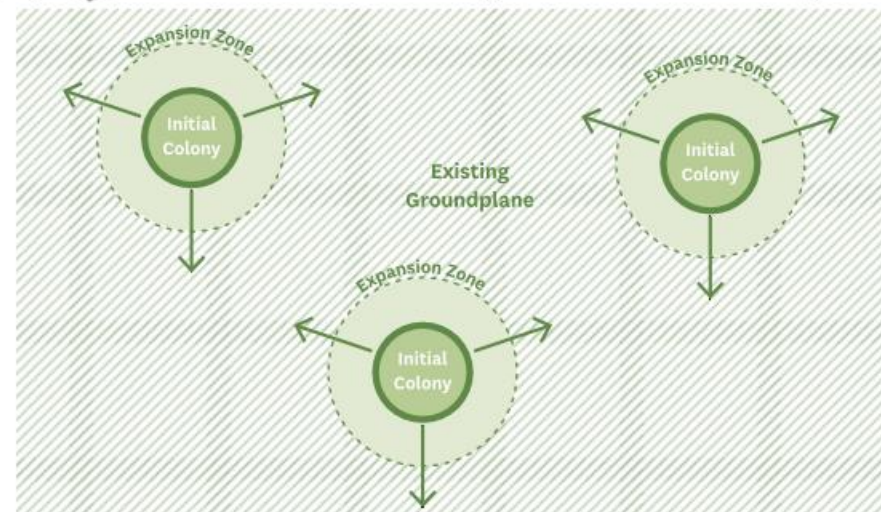 Expansion Zone
Initial
Colony
Expansion Zone
Initial
Colony
Existing
Groundplane
Expansion Zone
Initial
Colony